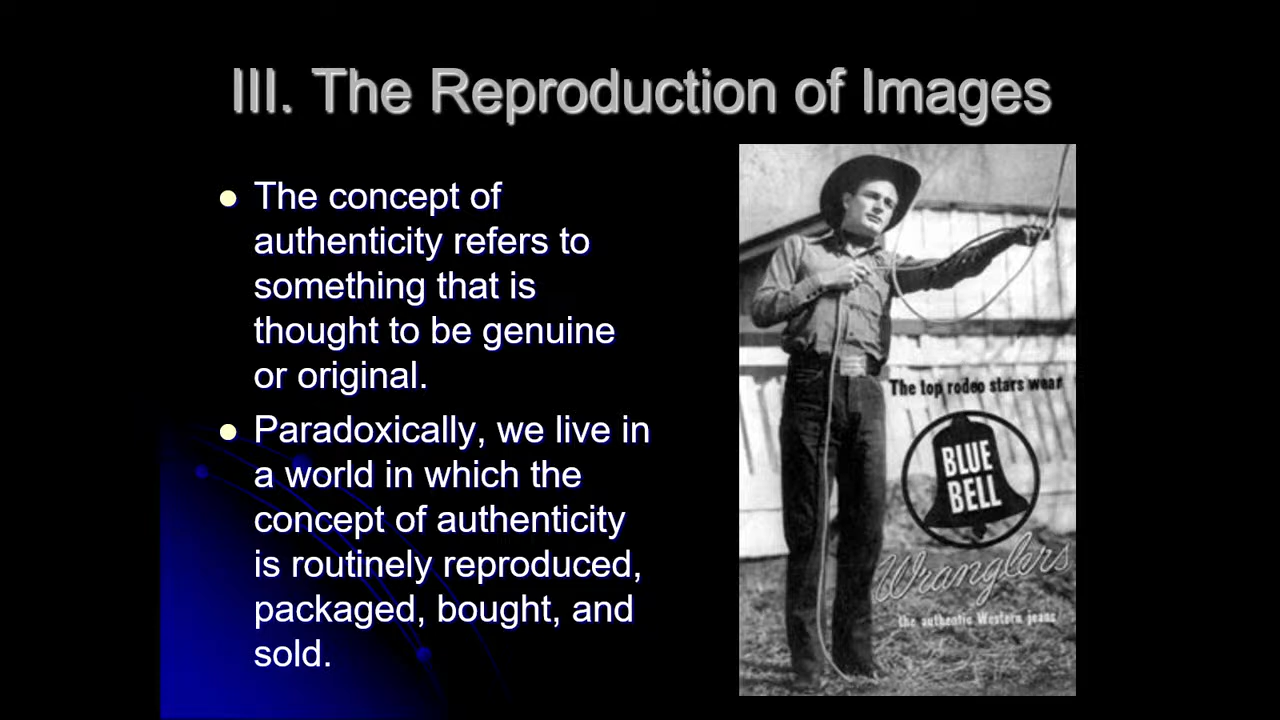 III. The Reproduction of Images
The concept of
authenticity refers to
something that is
thought to be genuine
or original.
Paradoxically, we live in
a world in which the
concept of authenticity
is routinely reproduced,
packaged, bought, and
sold.
The top rodeo stars wear
BLUE
BELL
Wranglers
the authentic Western jeans